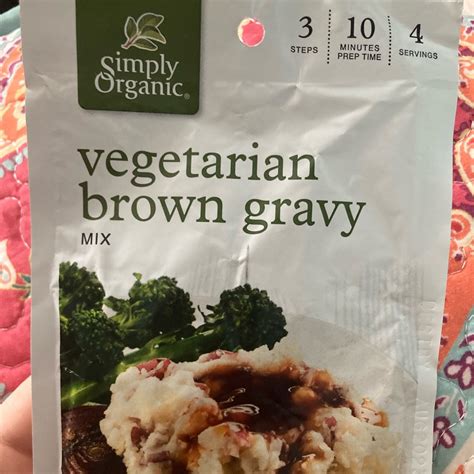 Simply
Organic®
3
STEPS
10
MINUTES
PREP TIME
4
SERVINGS
vegetarian
brown gravy
MIX